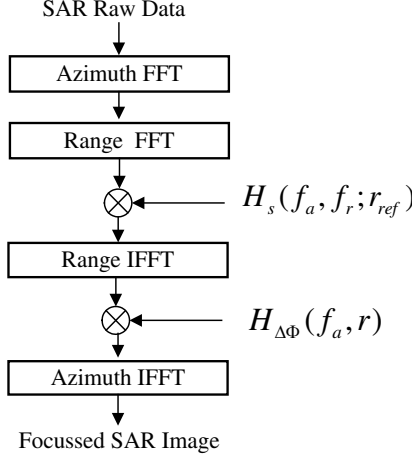 SAR Raw Data
Azimuth FFT
Range FFT
H_s(f_a, f_r; r_ref)
Range IFFT
H_ΔΦ(f_a, r)
Azimuth IFFT
Focussed SAR Image